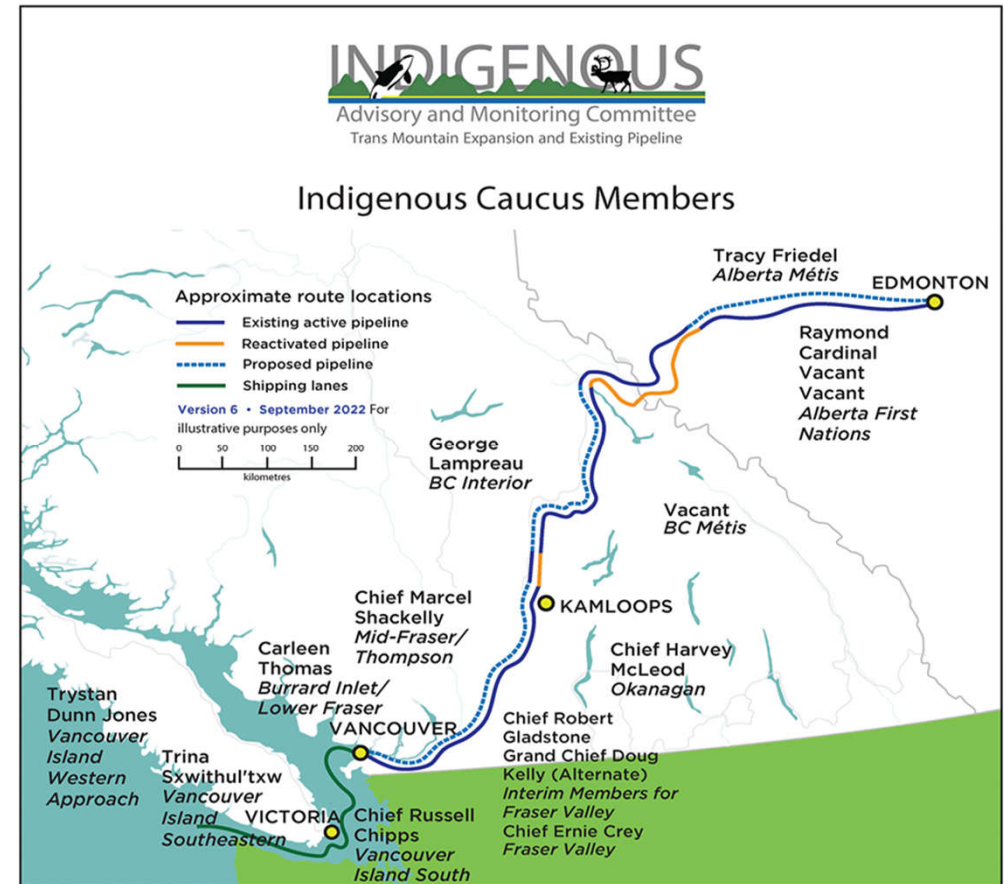 INDIGENOUS
Advisory and Monitoring Committee
Trans Mountain Expansion and Existing Pipeline
Indigenous Caucus Members
Tracy Friedel
Alberta Métis
EDMONTON
Raymond
Cardinal
Vacant
Vacant
Alberta First
Nations
Approximate route locations
Existing active pipeline
Reactivated pipeline
Proposed pipeline
Shipping lanes
Version 6 • September 2022 For
illustrative purposes only
0 50 100 150 200
kilometres
George
Lampreau
BC Interior
Vacant
BC Métis
KAMLOOPS
Chief Marcel
Shackelly
Mid-Fraser/
Thompson
Chief Harvey
McLeod
Okanagan
Carleen
Thomas
Burrard Inlet/
Lower Fraser
VANCOUVER
Trystan
Dunn Jones
Vancouver
Island
Western
Approach
Trina
Sxwithul'txw
Vancouver
Island
Southeastern
VICTORIA
Chief Russell
Chipps
Vancouver
Island South
Chief Robert
Gladstone
Grand Chief Doug
Kelly (Alternate)
Interim Members for
Fraser Valley
Chief Ernie Crey
Fraser Valley